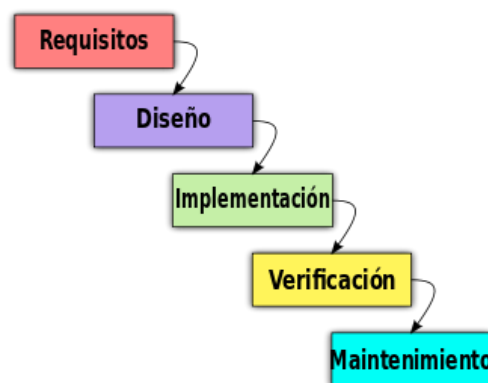 Requisitos
Diseño
Implementación
Verificación
Maintenimiento